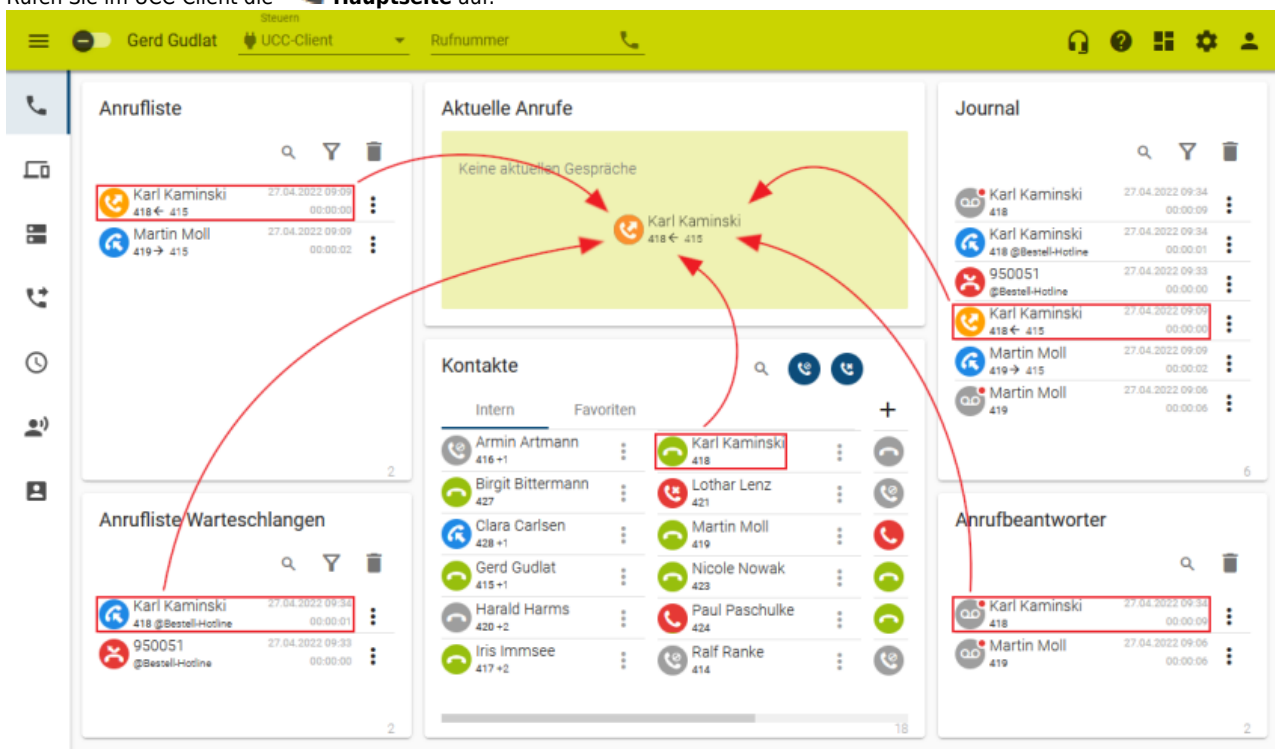 Rufen Sie im UCC-Client die Hauptseite auf.
Gerd Gudlat
Steuern
UCC-Client
Rufnummer
Anrufliste
Karl Kaminski 27.04.2022 09:09
418 ← 415 00:00:00
Martin Moll 27.04.2022 09:09
419 → 415 00:00:02
2
Anrufliste Warteschlangen
Karl Kaminski 27.04.2022 09:34
418 @Bestell-Hotline 00:00:01
950051 27.04.2022 09:33
@Bestell-Hotline 00:00:00
2
Aktuelle Anrufe
Keine aktuellen Gespräche
Karl Kaminski
418 ← 415
Kontakte
Intern Favoriten +
Armin Artmann Karl Kaminski
416 +1 418
Birgit Bittermann Lothar Lenz
427 421
Clara Carlsen Martin Moll
428 +1 419
Gerd Gudlat Nicole Nowak
415 +1 423
Harald Harms Paul Paschulke
420 +2 424
Iris Immsee Ralf Ranke
417 +2 414
18
Journal
Karl Kaminski 27.04.2022 09:34
418 00:00:09
Karl Kaminski 27.04.2022 09:34
418 @Bestell-Hotline 00:00:01
950051 27.04.2022 09:33
@Bestell-Hotline 00:00:00
Karl Kaminski 27.04.2022 09:09
418 ← 415 00:00:00
Martin Moll 27.04.2022 09:09
419 → 415 00:00:02
Martin Moll 27.04.2022 09:06
419 00:00:06
6
Anrufbeantworter
Karl Kaminski 27.04.2022 09:34
418 00:00:09
Martin Moll 27.04.2022 09:06
419 00:00:06
2